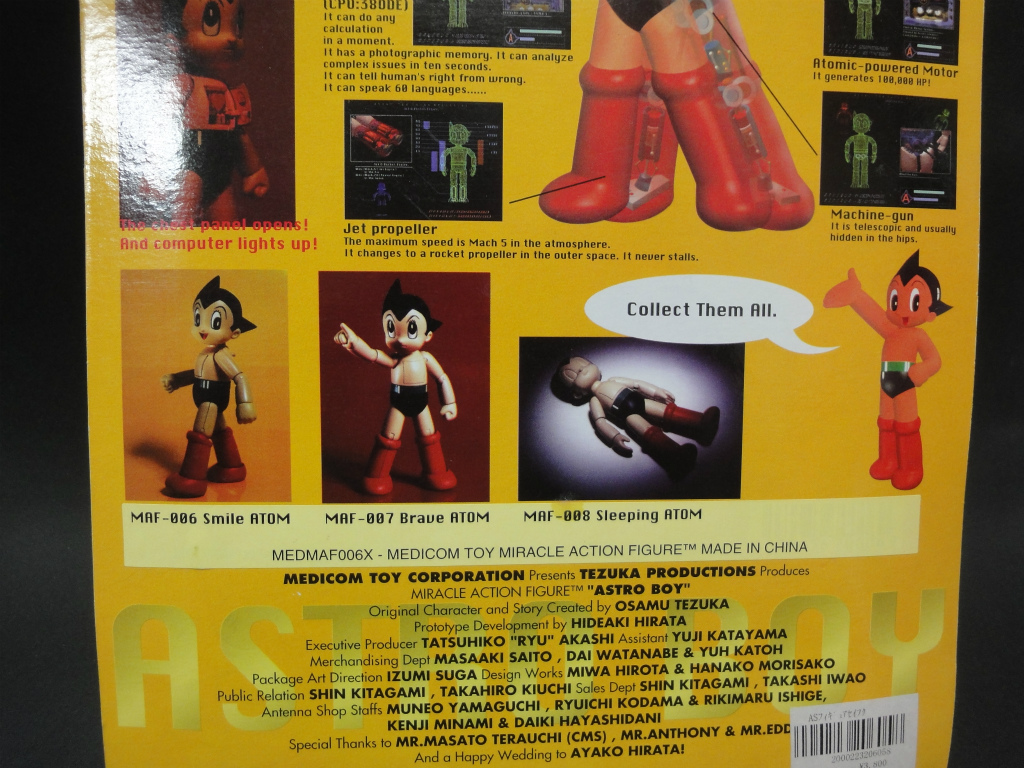 (CPU:380DE)
It can do any
calculation
in a moment.
It has a photographic memory. It can analyze
complex issues in ten seconds.
It can tell human's right from wrong.
It can speak 60 languages......
Atomic-powered Motor
It generates 100,000 HP!
The chest panel opens!
And computer lights up!
Jet propeller
The maximum speed is Mach 5 in the atmosphere.
It changes to a rocket propeller in the outer space. It never stalls.
Machine-gun
It is telescopic and usually
hidden in the hips.
Collect Them All.
MAF-006 Smile ATOM
MAF-007 Brave ATOM
MAF-008 Sleeping ATOM
MEDMAF006X - MEDICOM TOY MIRACLE ACTION FIGURE™ MADE IN CHINA
MEDICOM TOY CORPORATION Presents TEZUKA PRODUCTIONS Produces
MIRACLE ACTION FIGURE™ "ASTRO BOY"
Original Character and Story Created by OSAMU TEZUKA
Prototype Development by HIDEAKI HIRATA
Executive Producer TATSUHIKO "RYU" AKASHI Assistant YUJI KATAYAMA
Merchandising Dept MASAAKI SAITO , DAI WATANABE & YUH KATOH
Package Art Direction IZUMI SUGA Design Works MIWA HIROTA & HANAKO MORISAKO
Public Relation SHIN KITAGAMI , TAKAHIRO KIUCHI Sales Dept SHIN KITAGAMI , TAKASHI IWAO
Antenna Shop Staffs MUNEO YAMAGUCHI , RYUICHI KODAMA & RIKIMARU ISHIGE,
KENJI MINAMI & DAIKI HAYASHIDANI
Special Thanks to MR.MASATO TERAUCHI (CMS) , MR.ANTHONY & MR.EDD
And a Happy Wedding to AYAKO HIRATA!
ASTRO BOY
¥3,800